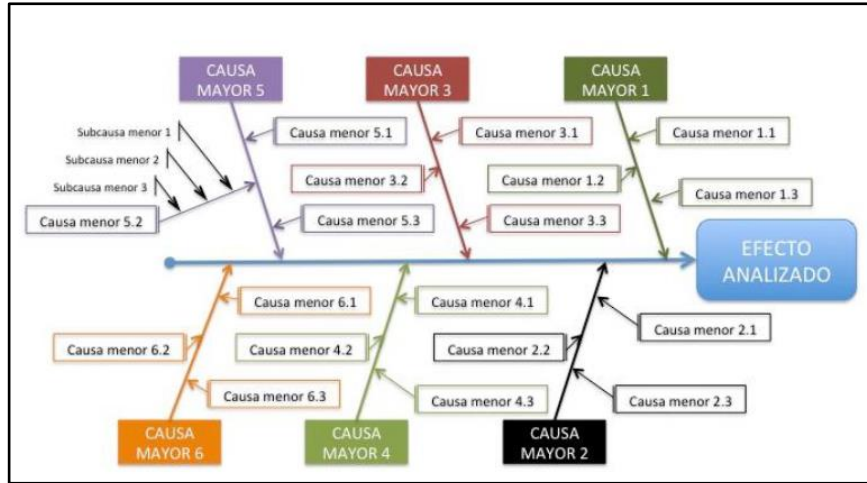 CAUSA
MAYOR 5
CAUSA
MAYOR 3
CAUSA
MAYOR 1
Subcausa menor 1
Subcausa menor 2
Subcausa menor 3
Causa menor 5.1
Causa menor 5.2
Causa menor 5.3
Causa menor 3.1
Causa menor 3.2
Causa menor 3.3
Causa menor 1.1
Causa menor 1.2
Causa menor 1.3
EFECTO
ANALIZADO
Causa menor 6.1
Causa menor 6.2
Causa menor 6.3
Causa menor 4.1
Causa menor 4.2
Causa menor 4.3
Causa menor 2.1
Causa menor 2.2
Causa menor 2.3
CAUSA
MAYOR 6
CAUSA
MAYOR 4
CAUSA
MAYOR 2